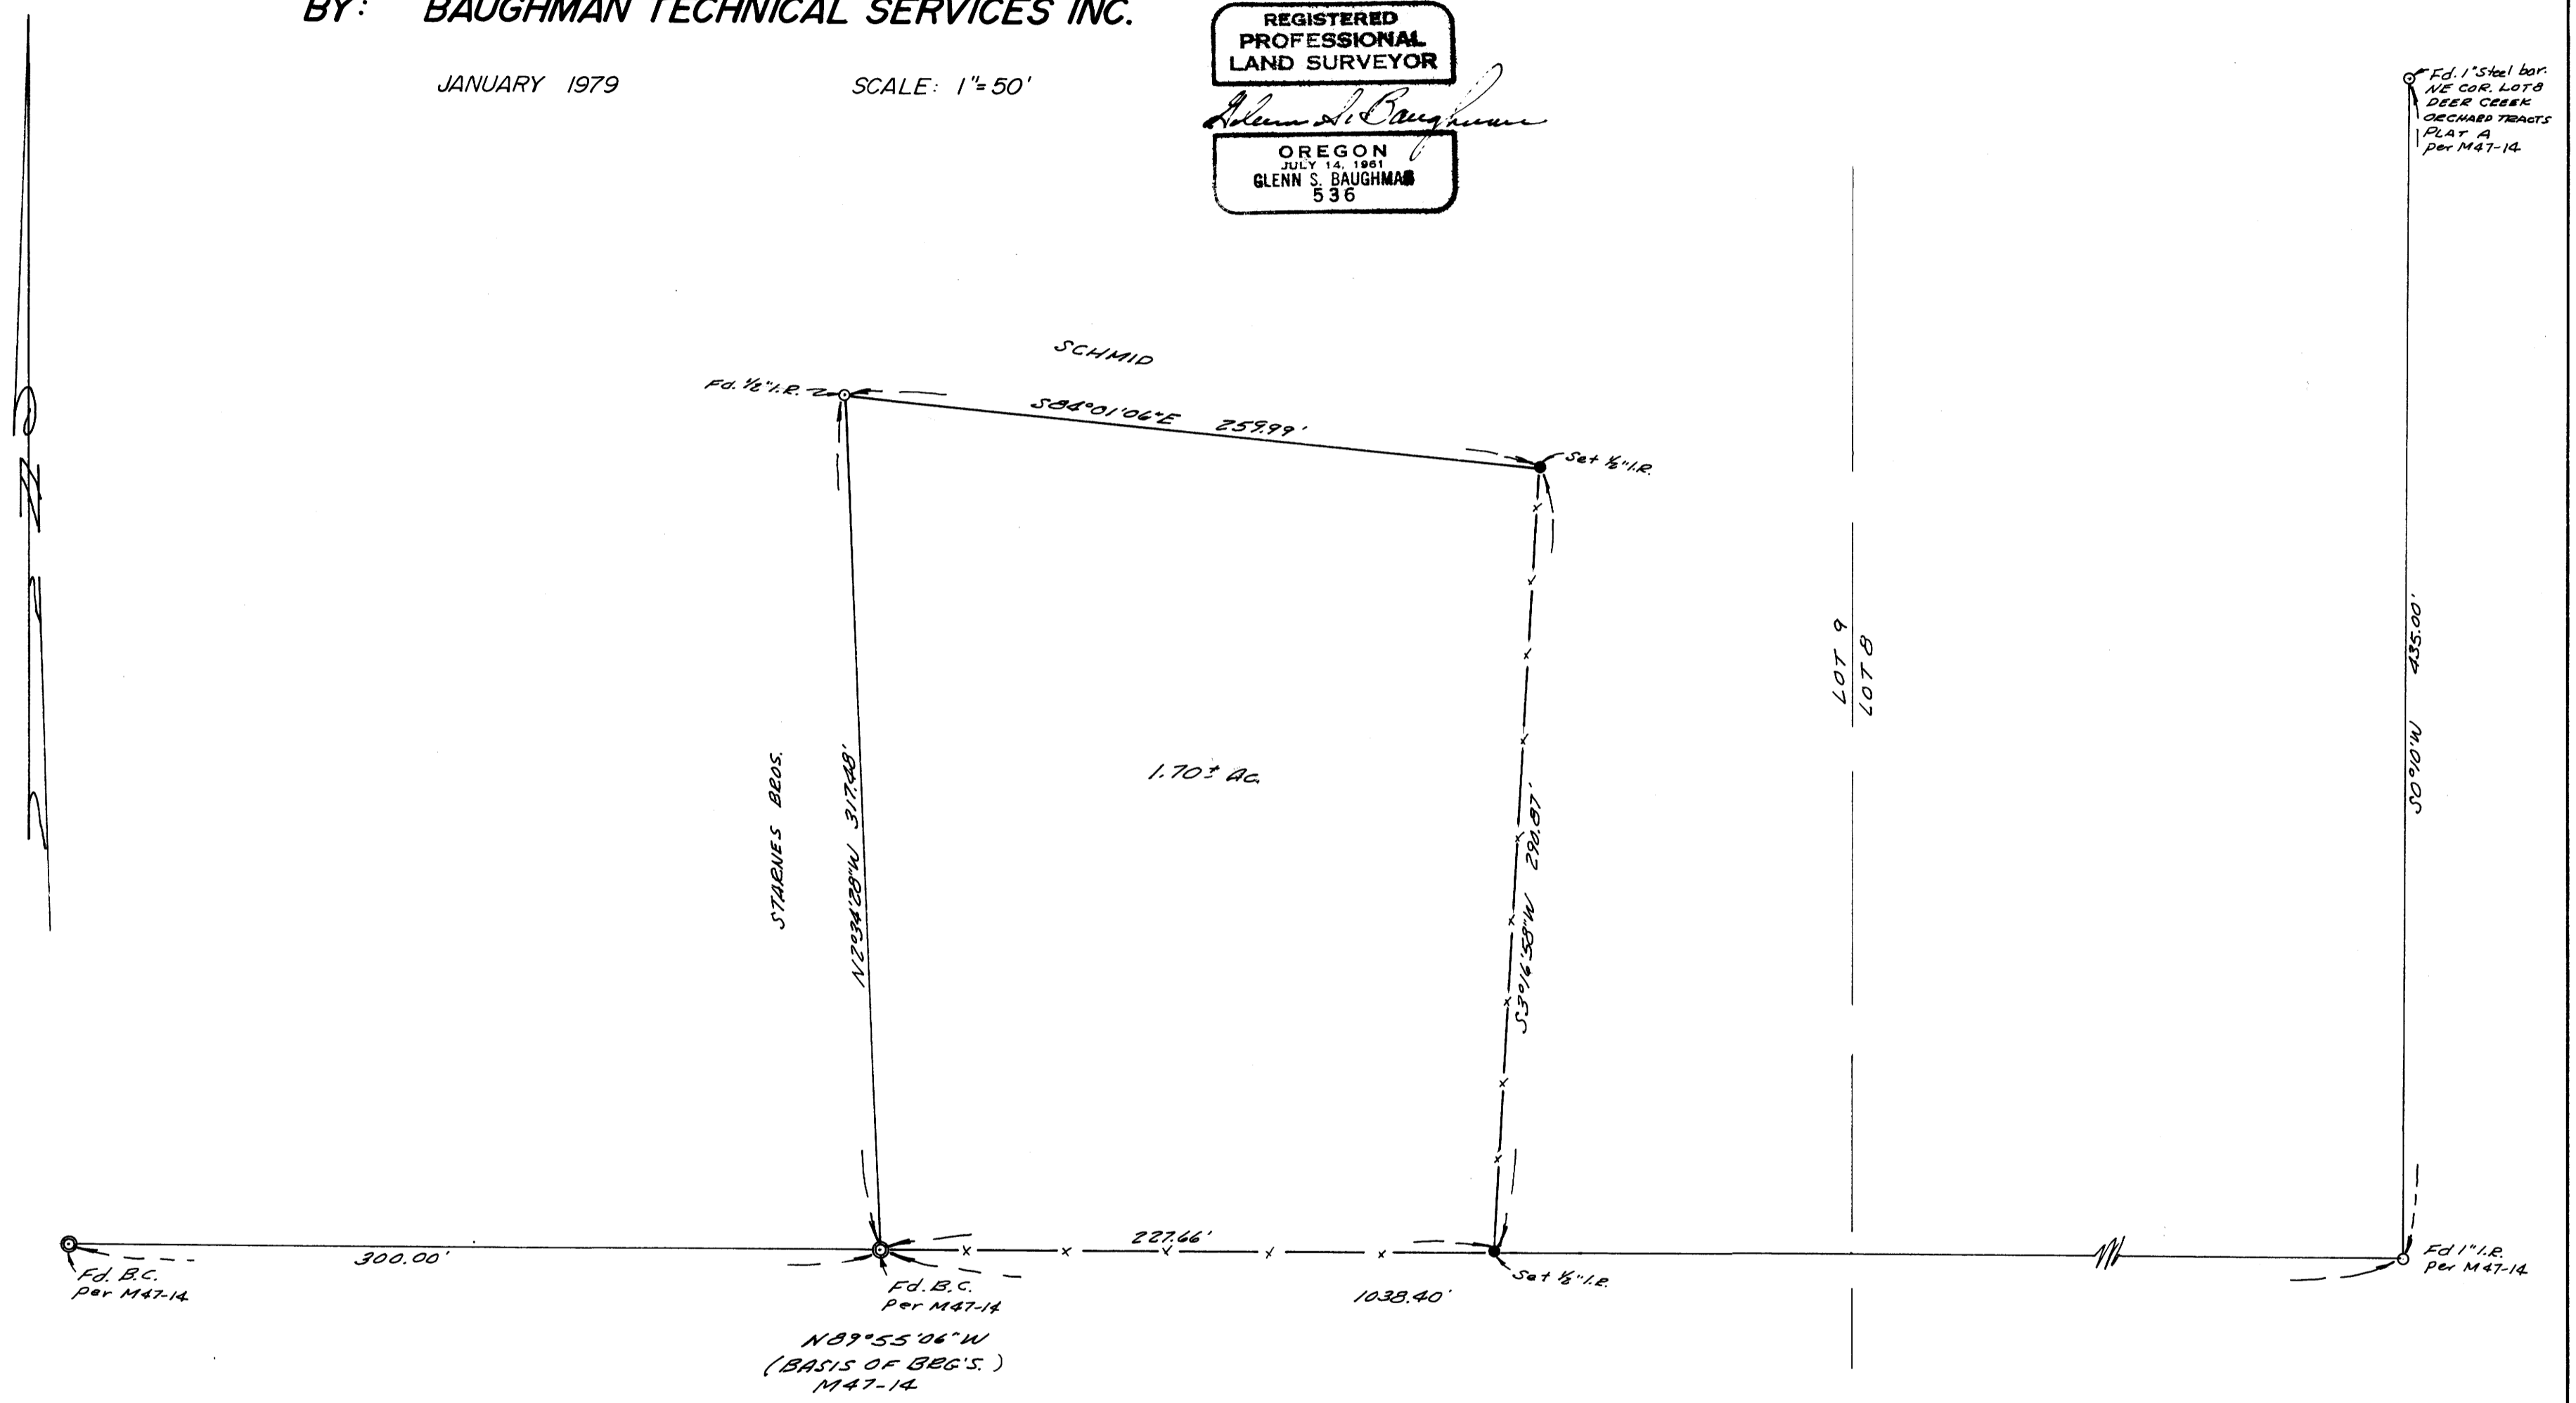 BY: BAUGHMAN TECHNICAL SERVICES INC.
JANUARY 1979
SCALE: 1"=50'
REGISTERED
PROFESSIONAL
LAND SURVEYOR
Glenn S. Baughman
OREGON
JULY 14, 1961
GLENN S. BAUGHMAN
536
Fd. 1" Steel bar.
NE COR. LOT 8
DEER CREEK
ORCHARD TRACTS
PLAT A
per M47-14
SCHMID
Fd. 1/2" I.R.
S84°01'06"E 259.99'
Set 1/2" I.R.
STARNES BROS.
N2°34'28"W 317.48'
1.70± Ac.
S3°16'58"W 290.87'
LOT 9
LOT 8
S0°10'W 435.00'
300.00'
227.66'
Fd. B.C.
per M47-14
Fd. B.C.
per M47-14
Set 1/2" I.R.
1038.40'
Fd 1" I.R.
per M47-14
N89°55'06"W
(BASIS OF BRG'S.)
M47-14